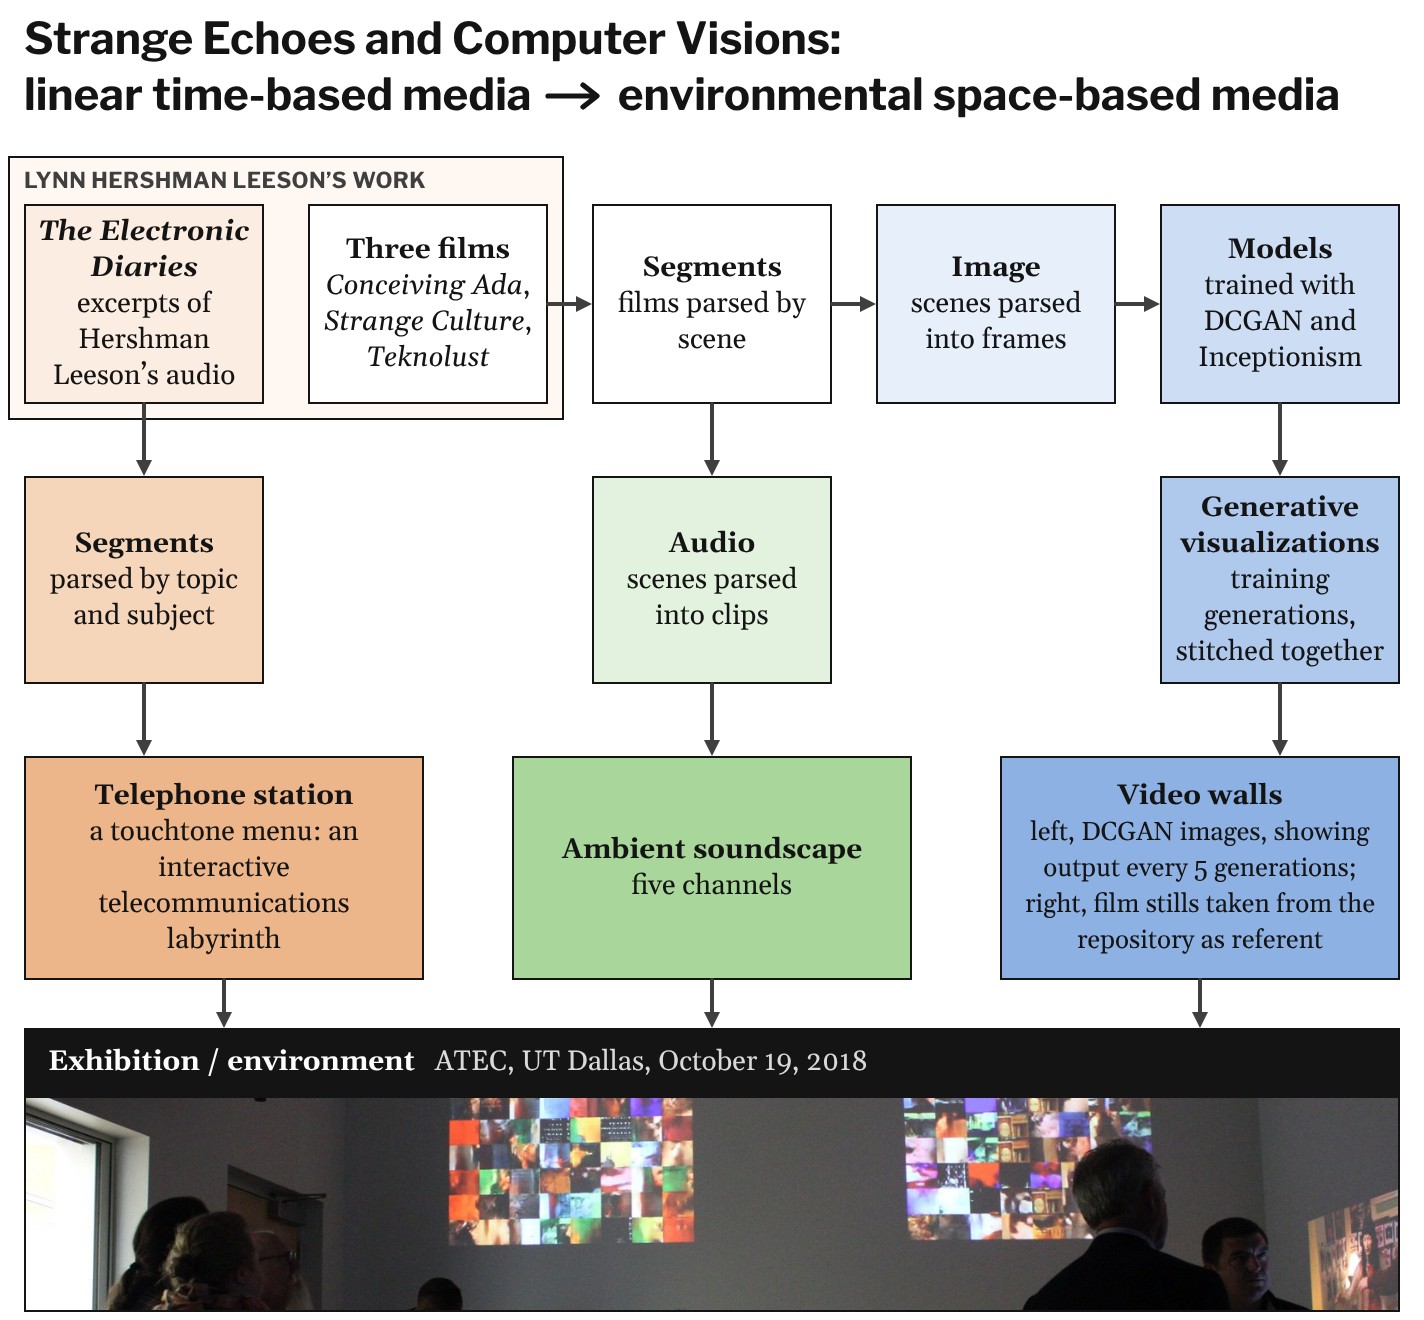 Strange Echoes and Computer Visions:
linear time-based media → environmental space-based media
LYNN HERSHMAN LEESON’S WORK
The Electronic
Diaries
excerpts of
Hershman
Leeson’s audio
Three films
Conceiving Ada,
Strange Culture,
Teknolust
Segments
films parsed by
scene
Image
scenes parsed
into frames
Models
trained with
DCGAN and
Inceptionism
Segments
parsed by topic
and subject
Audio
scenes parsed
into clips
Generative
visualizations
training
generations,
stitched together
Telephone station
a touchtone menu: an
interactive
telecommunications
labyrinth
Ambient soundscape
five channels
Video walls
left, DCGAN images, showing
output every 5 generations;
right, film stills taken from the
repository as referent
Exhibition / environment ATEC, UT Dallas, October 19, 2018